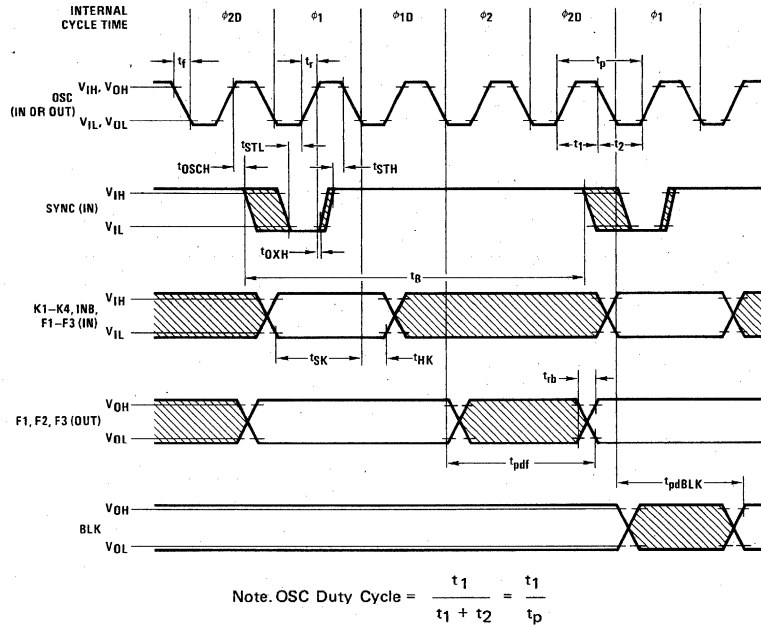 INTERNAL
CYCLE TIME
ϕ2D ϕ1 ϕ1D ϕ2 ϕ2D ϕ1
tf tr tp
OSC
(IN OR OUT)
VIH, VOH
VIL, VOL
tSTL t1 t2
tOSCH tSTH
SYNC (IN)
VIH
VIL
tOXH
tB
K1–K4, INB,
F1–F3 (IN)
VIH
VIL
tSK tHK
trb
F1, F2, F3 (OUT)
VOH
VOL
tpdf
tpdBLK
BLK
VOH
VOL
Note. OSC Duty Cycle = t1 / (t1 + t2) = t1 / tp